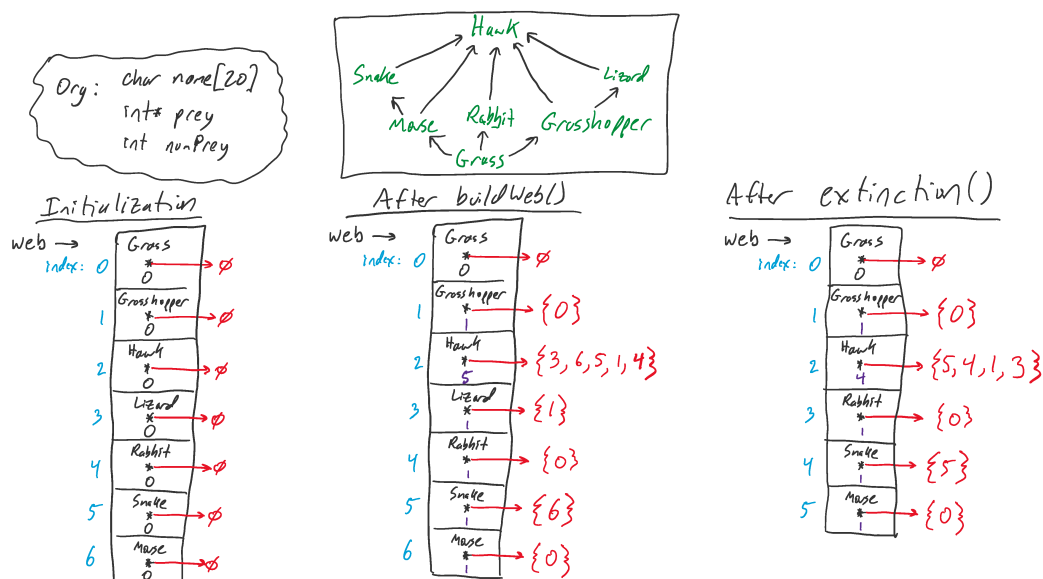 Org: char name[20]
int* prey
int numPrey
Hawk
Snake
Lizard
Mouse
Rabbit
Grasshopper
Grass
Initialization
web →
index: 0
Grass
*
0
∅
1
Grasshopper
*
0
∅
2
Hawk
*
0
∅
3
Lizard
*
0
∅
4
Rabbit
*
0
∅
5
Snake
*
0
∅
6
Mouse
*
0
∅
After buildWeb()
web →
index: 0
Grass
*
0
∅
1
Grasshopper
*
1
{0}
2
Hawk
*
5
{3,6,5,1,4}
3
Lizard
*
1
{1}
4
Rabbit
*
1
{0}
5
Snake
*
1
{6}
6
Mouse
*
1
{0}
After extinction()
web →
index: 0
Grass
*
0
∅
1
Grasshopper
*
1
{0}
2
Hawk
*
4
{5,4,1,3}
3
Rabbit
*
1
{0}
4
Snake
*
1
{5}
5
Mouse
*
1
{0}